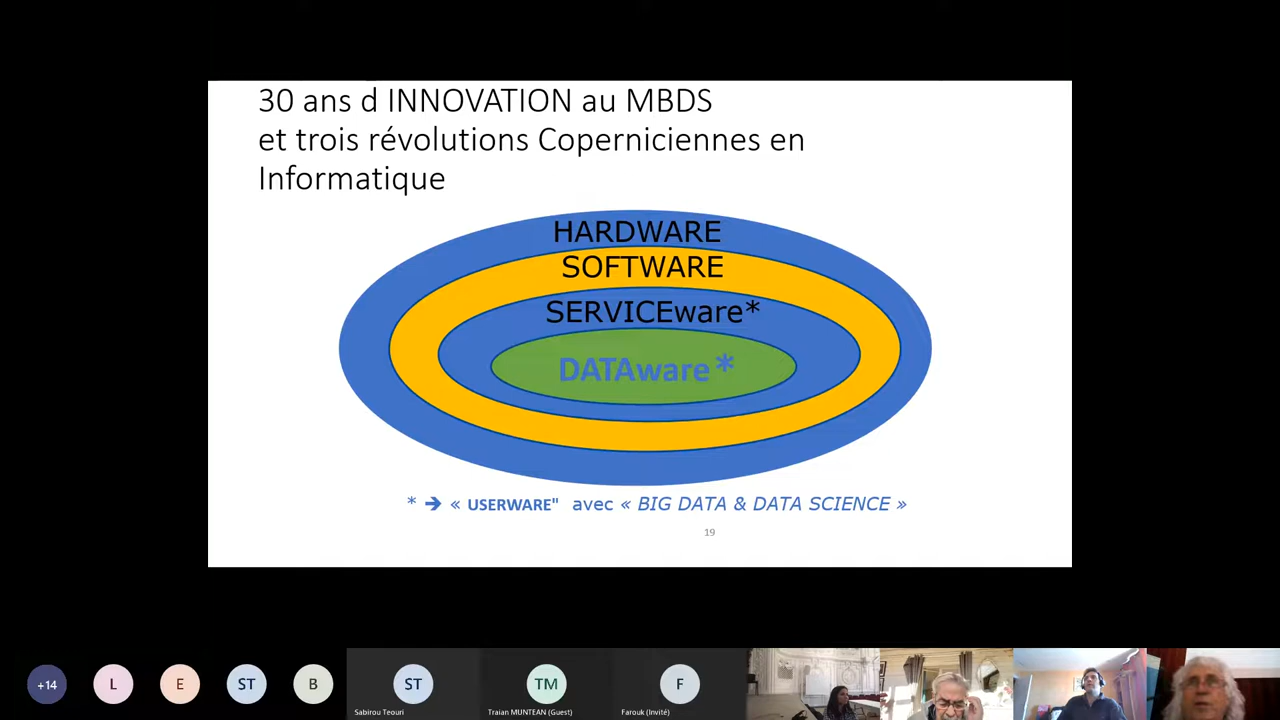 30 ans d INNOVATION au MBDS
et trois révolutions Coperniciennes en
Informatique
HARDWARE
SOFTWARE
SERVICEware*
DATAware*
* ➔ « USERWARE" avec « BIG DATA & DATA SCIENCE »
19
+14
L
E
ST
B
ST
TM
F
Sabirou Teouri
Traian MUNTEAN (Guest)
Farouk (Invité)